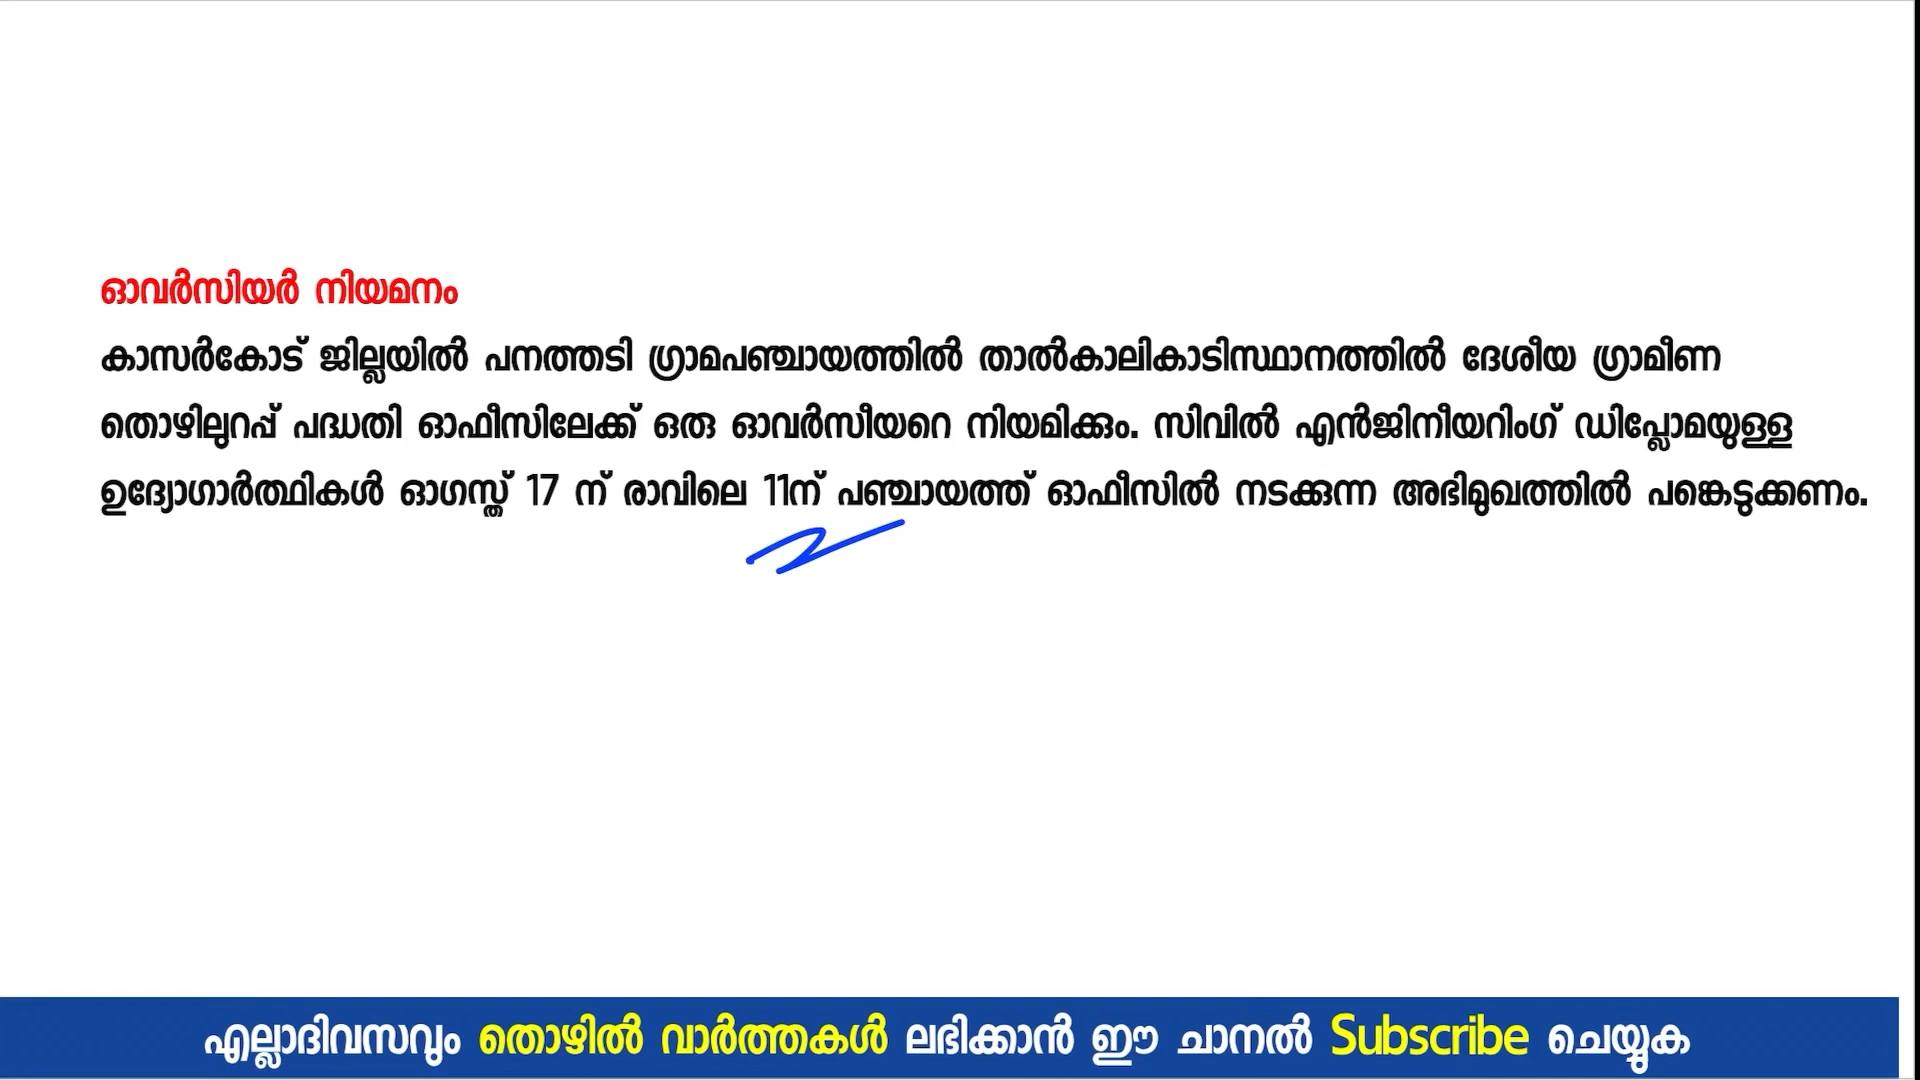 ഓവർസിയർ നിയമനം
കാസർകോട് ജില്ലയിൽ പനത്തടി ഗ്രാമപഞ്ചായത്തിൽ താൽകാലികാടിസ്ഥാനത്തിൽ ദേശീയ ഗ്രാമീണ
തൊഴിലുറപ്പ് പദ്ധതി ഓഫീസിലേക്ക് ഒരു ഓവർസീയറെ നിയമിക്കും. സിവിൽ എൻജിനീയറിംഗ് ഡിപ്ലോമയുള്ള
ഉദ്യോഗാർത്ഥികൾ ഓഗസ്ത് 17 ന് രാവിലെ 11ന് പഞ്ചായത്ത് ഓഫീസിൽ നടക്കുന്ന അഭിമുഖത്തിൽ പങ്കെടുക്കണം.
എല്ലാദിവസവും തൊഴിൽ വാർത്തകൾ ലഭിക്കാൻ ഈ ചാനൽ Subscribe ചെയ്യുക